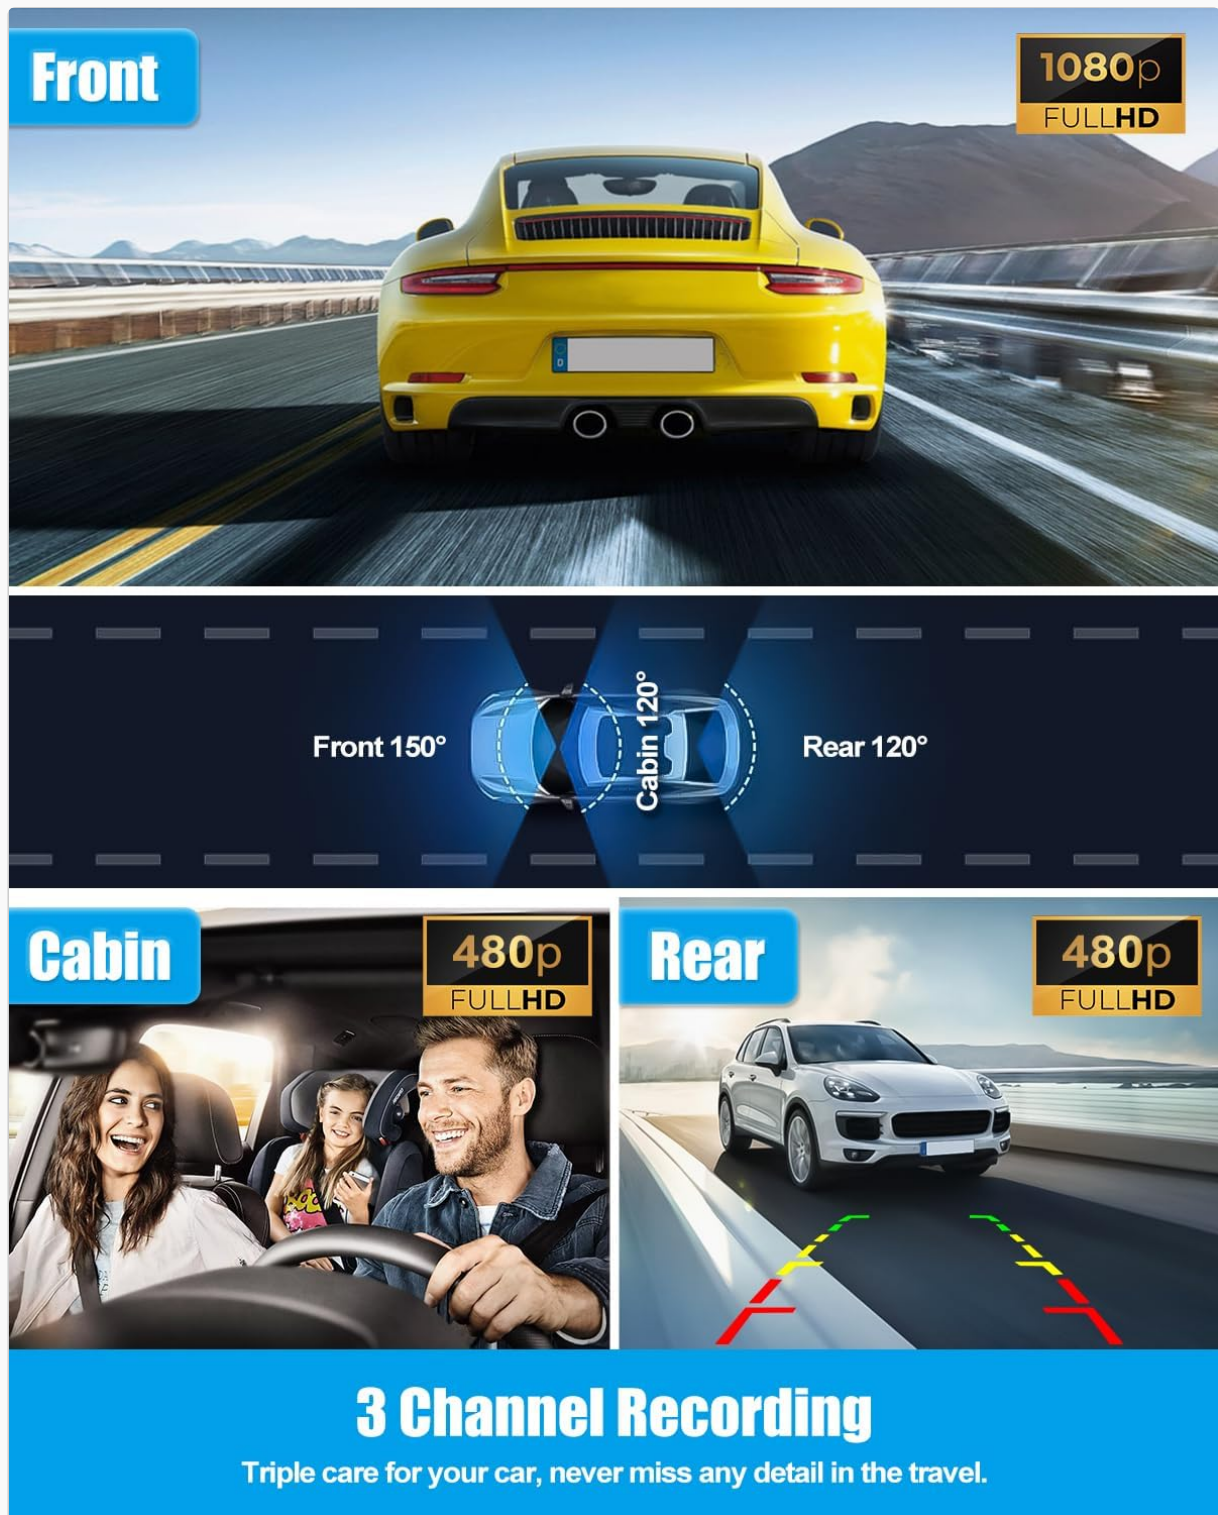 Front
1080p
FULLHD
D
Front 150°
Cabin 120°
Rear 120°
Cabin
480p
FULLHD
Rear
480p
FULLHD
3 Channel Recording
Triple care for your car, never miss any detail in the travel.